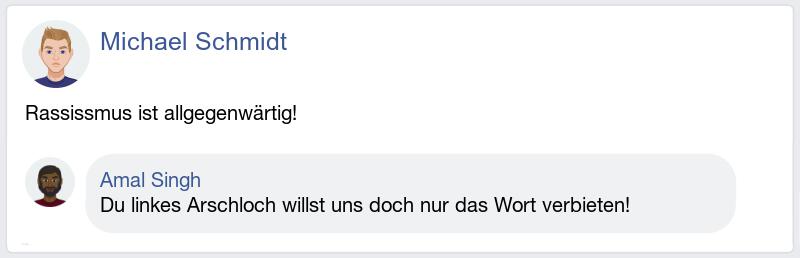 Michael Schmidt
Rassissmus ist allgegenwärtig!
Amal Singh
Du linkes Arschloch willst uns doch nur das Wort verbieten!